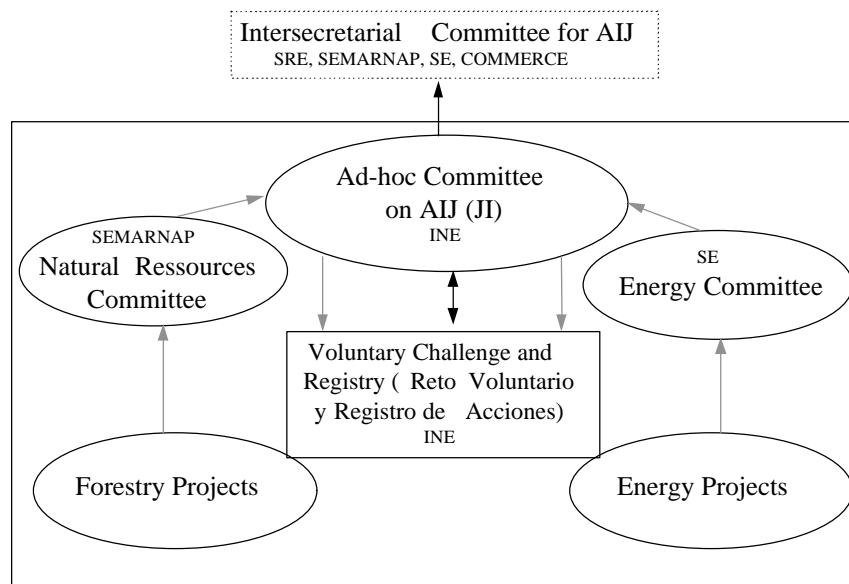 Intersecretarial Committee for AIJ
SRE, SEMARNAP, SE, COMMERCE
Ad-hoc Committee
on AIJ (JI)
INE
SEMARNAP
Natural Ressources
Committee
SE
Energy Committee
Voluntary Challenge and
Registry ( Reto Voluntario
y Registro de Acciones)
INE
Forestry Projects
Energy Projects